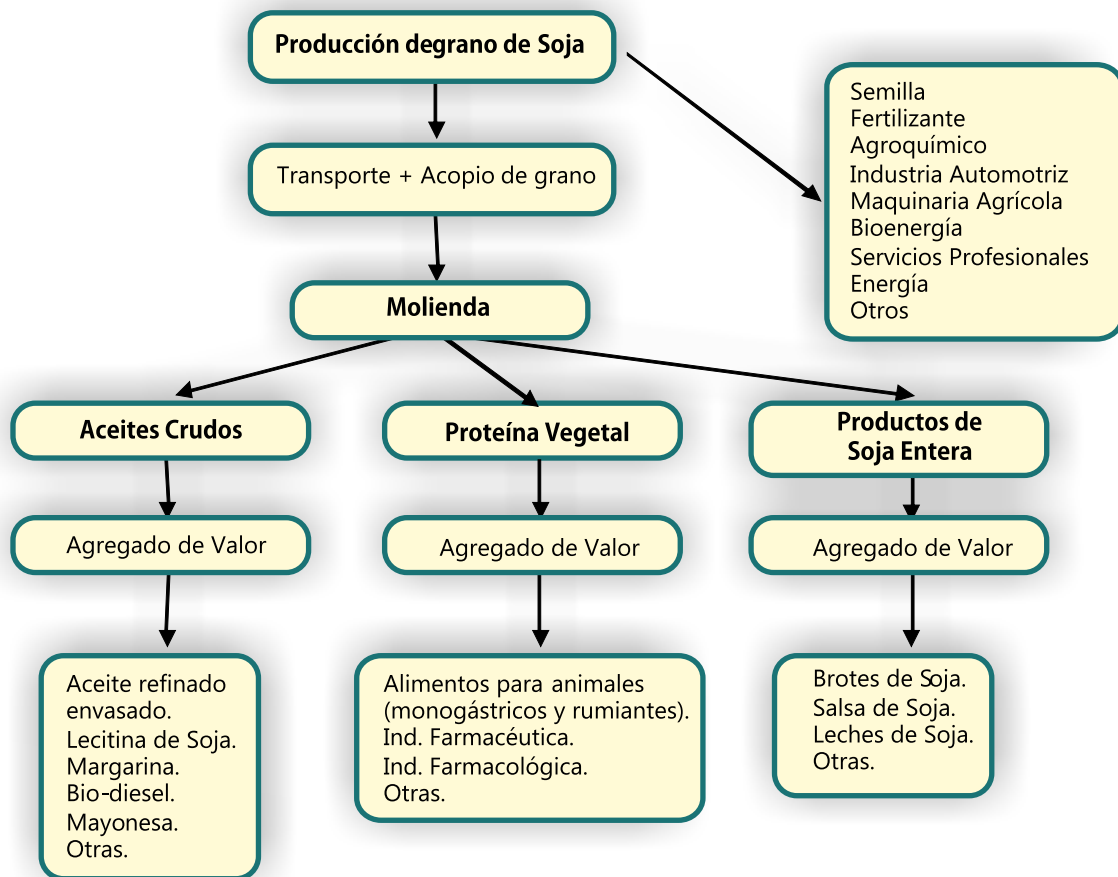 Producción degrano de Soja
Semilla
Fertilizante
Agroquímico
Industria Automotriz
Maquinaria Agrícola
Bioenergía
Servicios Profesionales
Energía
Otros
Transporte + Acopio de grano
Molienda
Aceites Crudos
Proteína Vegetal
Productos de
Soja Entera
Agregado de Valor
Agregado de Valor
Agregado de Valor
Aceite refinado
envasado.
Lecitina de Soja.
Margarina.
Bio-diesel.
Mayonesa.
Otras.
Alimentos para animales
(monogástricos y rumiantes).
Ind. Farmacéutica.
Ind. Farmacológica.
Otras.
Brotes de Soja.
Salsa de Soja.
Leches de Soja.
Otras.